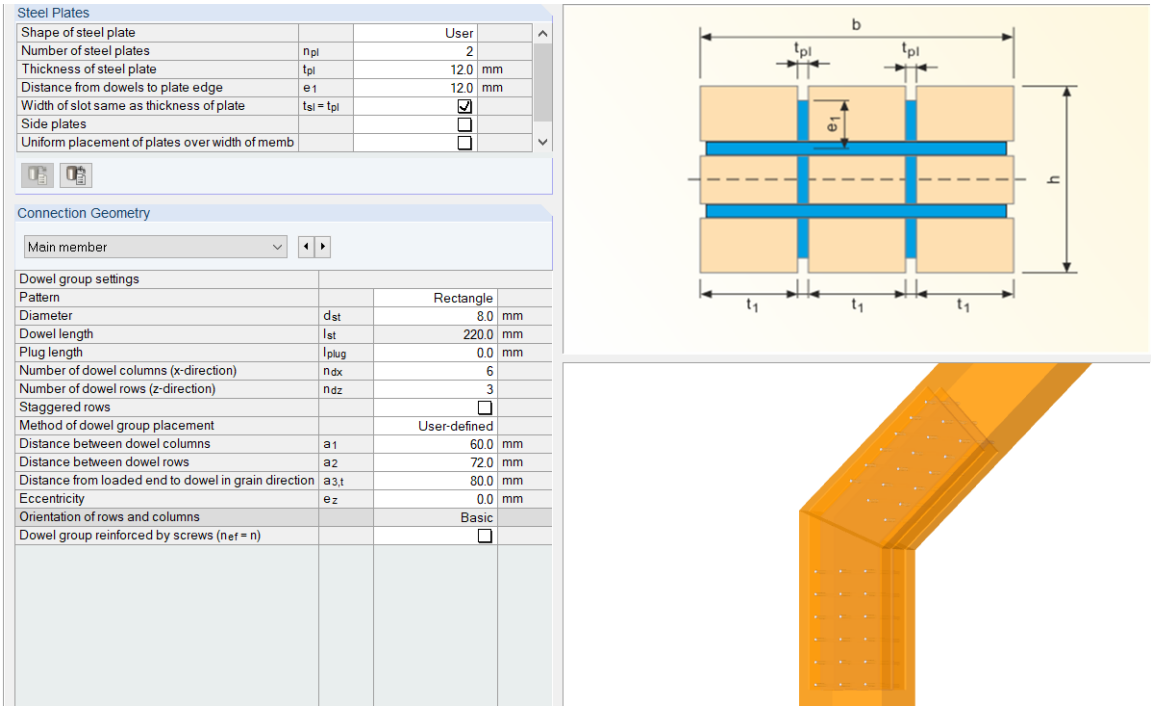 Steel Plates
Shape of steel plate User
Number of steel plates npl 2
Thickness of steel plate tpl 12.0 mm
Distance from dowels to plate edge e1 12.0 mm
Width of slot same as thickness of plate tsl = tpl
Side plates
Uniform placement of plates over width of memb
Connection Geometry
Main member
Dowel group settings
Pattern Rectangle
Diameter dst 8.0 mm
Dowel length lst 220.0 mm
Plug length lplug 0.0 mm
Number of dowel columns (x-direction) ndx 6
Number of dowel rows (z-direction) ndz 3
Staggered rows
Method of dowel group placement User-defined
Distance between dowel columns a1 60.0 mm
Distance between dowel rows a2 72.0 mm
Distance from loaded end to dowel in grain direction a3,t 80.0 mm
Eccentricity ez 0.0 mm
Orientation of rows and columns Basic
Dowel group reinforced by screws (nef = n)
b
tpl tpl
e1
h
t1 t1 t1